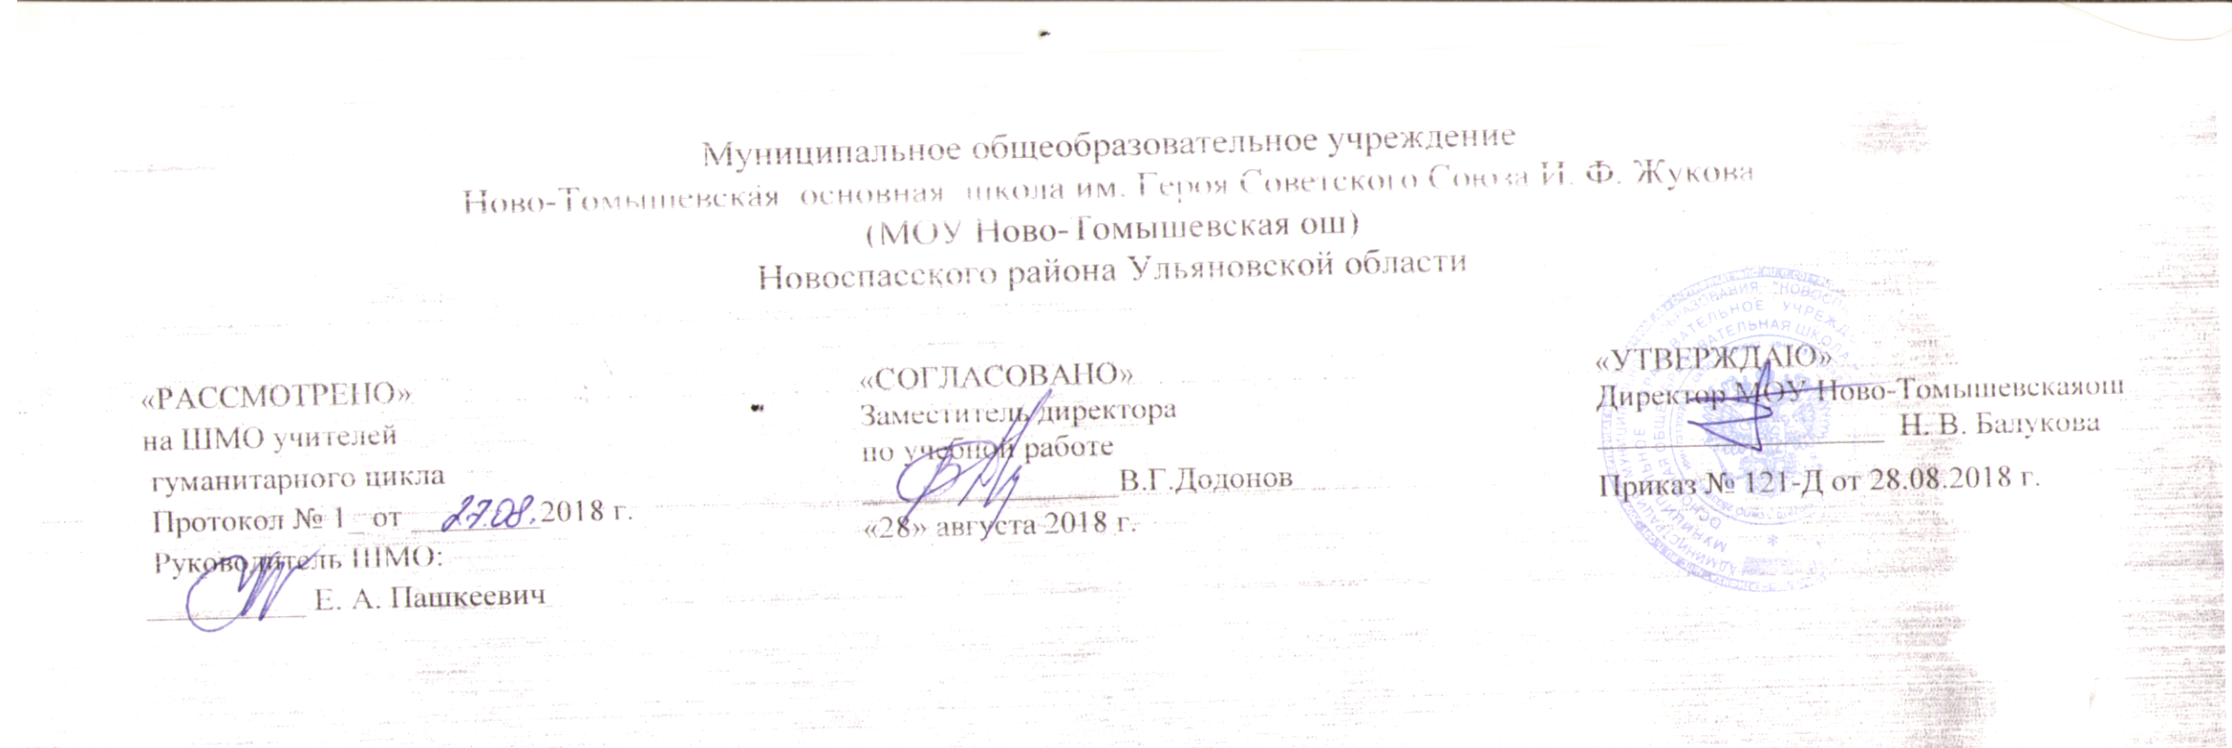 Муниципальное общеобразовательное учреждение
Ново-Томышевская основная школа им. Героя Советского Союза И. Ф. Жукова
(МОУ Ново-Томышевская ош)
Новоспасского района Ульяновской области
«РАССМОТРЕНО»
на ШМО учителей
гуманитарного цикла
Протокол № 1 от 27.08.2018 г.
Руководитель ШМО:
Е. А. Пашкеевич
«СОГЛАСОВАНО»
Заместитель директора
по учебной работе
В.Г.Додонов
«28» августа 2018 г.
«УТВЕРЖДАЮ»
Директор МОУ Ново-Томышевскаяош
Н. В. Балукова
Приказ № 121-Д от 28.08.2018 г.